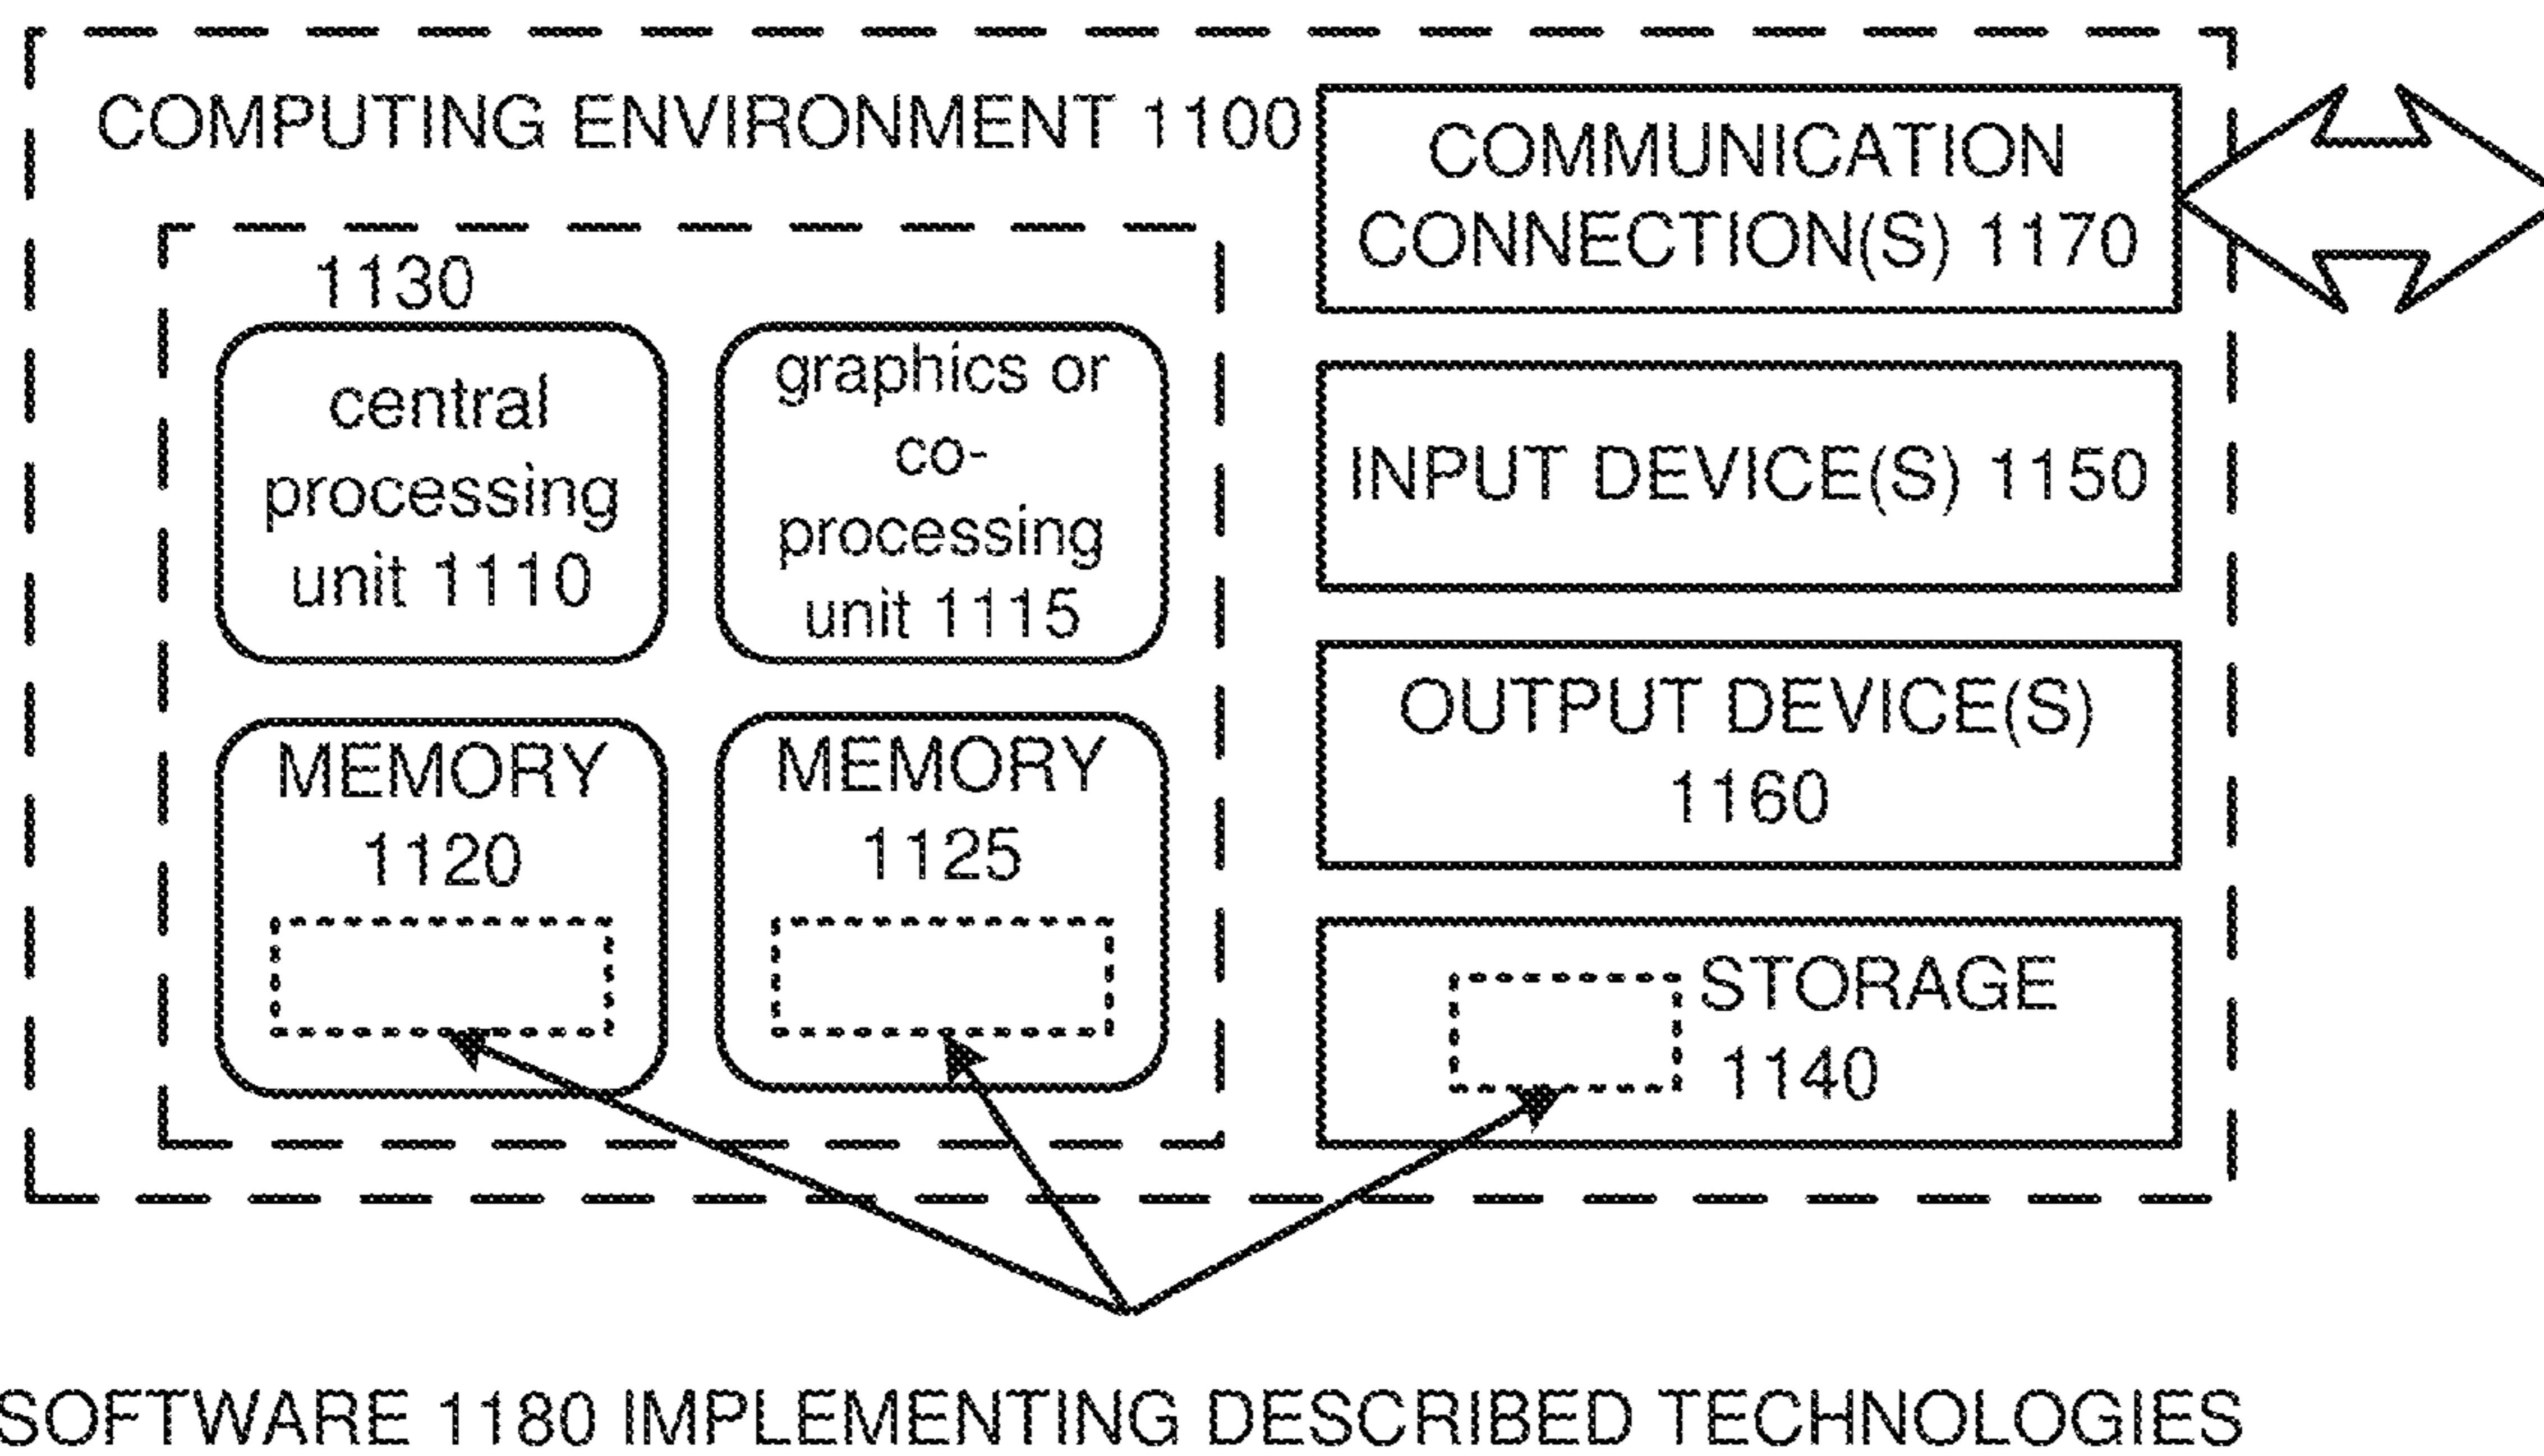 COMPUTING ENVIRONMENT 1100
1130
central
processing
unit 1110
graphics or
co-
processing
unit 1115
MEMORY
1120
MEMORY
1125
COMMUNICATION
CONNECTION(S) 1170
INPUT DEVICE(S) 1150
OUTPUT DEVICE(S)
1160
STORAGE
1140
SOFTWARE 1180 IMPLEMENTING DESCRIBED TECHNOLOGIES